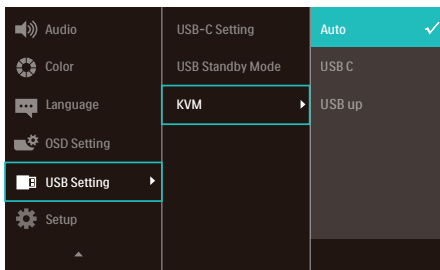 Audio
Color
Language
OSD Setting
USB Setting
Setup
USB-C Setting
USB Standby Mode
KVM
Auto
USB C
USB up